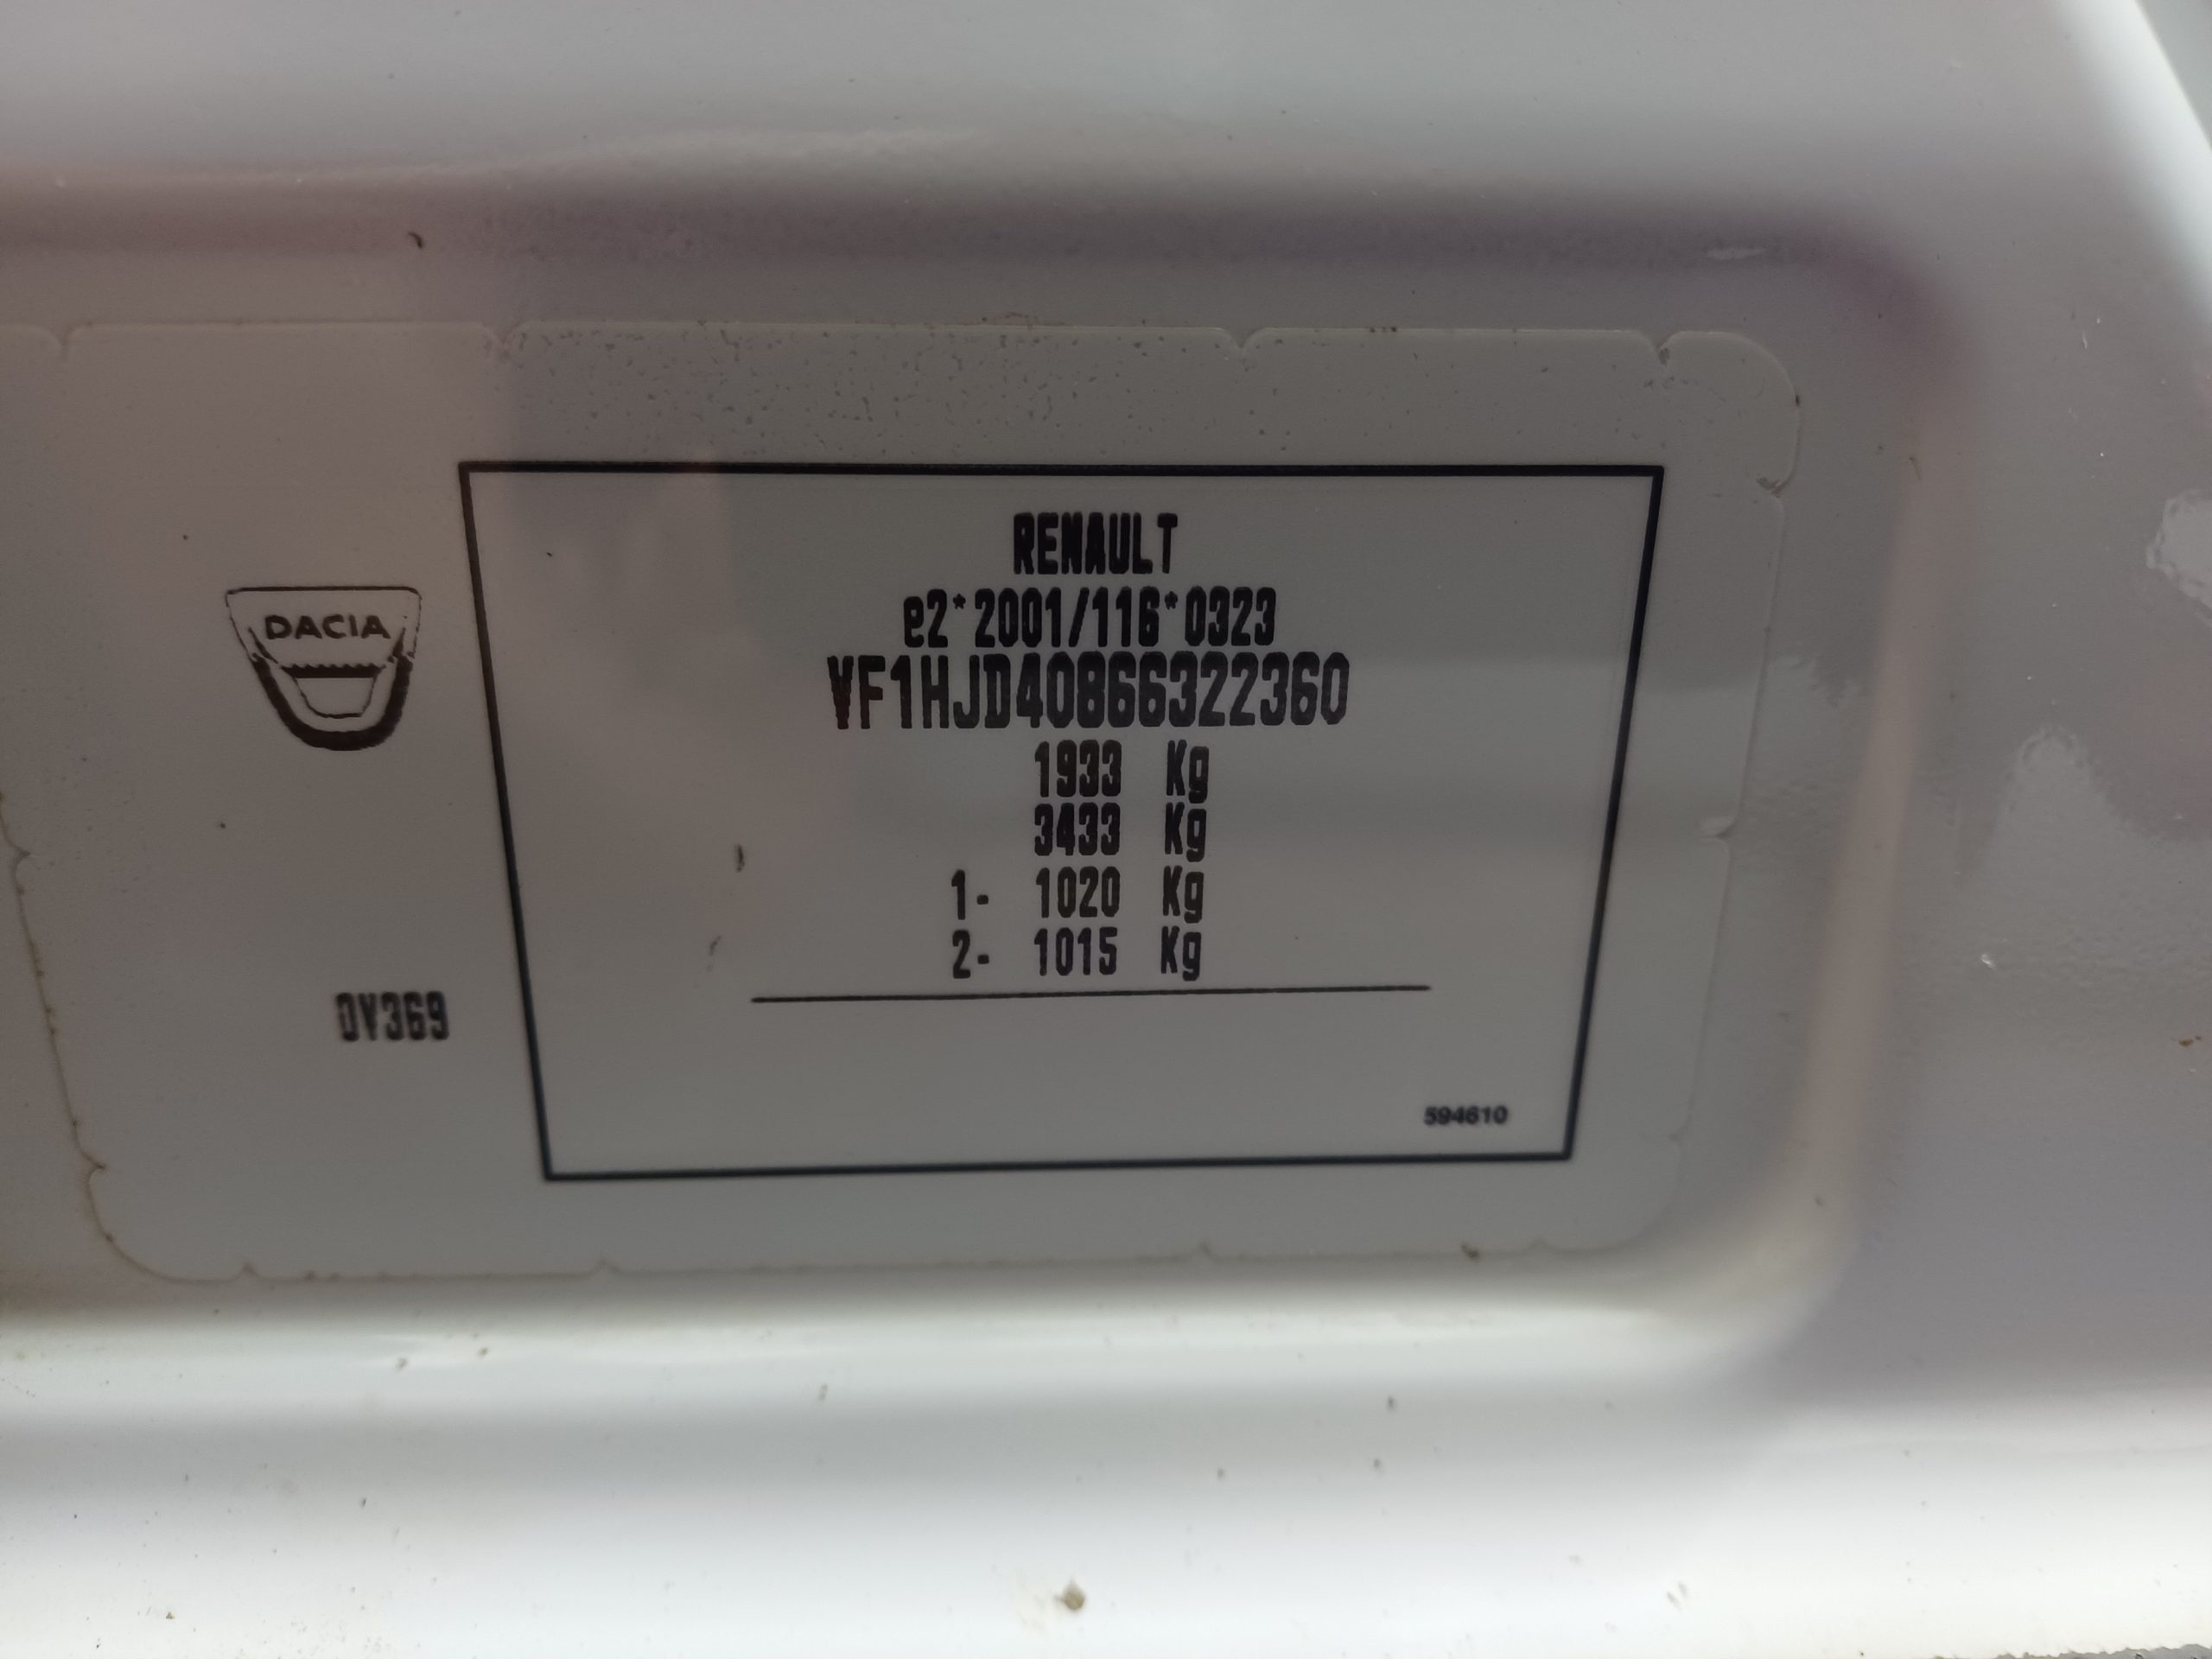 RENAULT
e2*2001/116*0323
DACIA
VF1HJD40866322360
1933 Kg
3433 Kg
1- 1020 Kg
2- 1015 Kg
0V369
594610